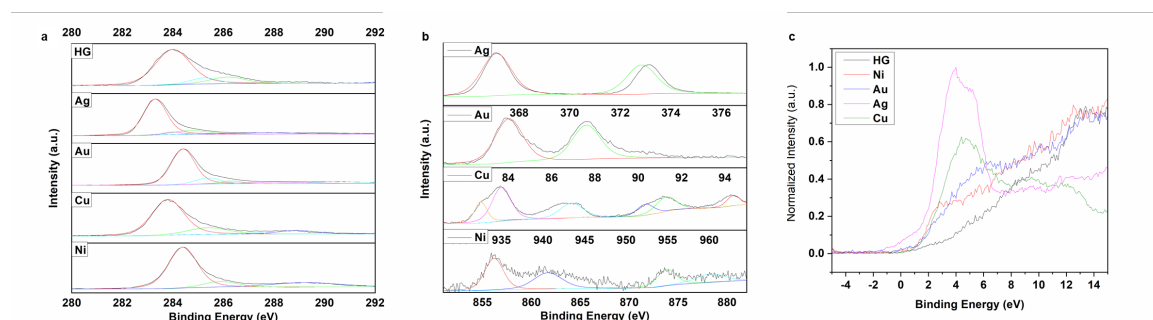 a
280 282 284 286 288 290 292
HG
Ag
Au
Cu
Ni
280 282 284 286 288 290 292
Binding Energy (eV)
Intensity (a.u.)
b
Ag
368 370 372 374 376
Au
84 86 88 90 92 94
Cu
935 940 945 950 955 960
Ni
855 860 865 870 875 880
Binding Energy (eV)
Intensity (a.u.)
c
HG
Ni
Au
Ag
Cu
1.0
0.8
0.6
0.4
0.2
0.0
-4 -2 0 2 4 6 8 10 12 14
Binding Energy (eV)
Normalized Intensity (a.u.)